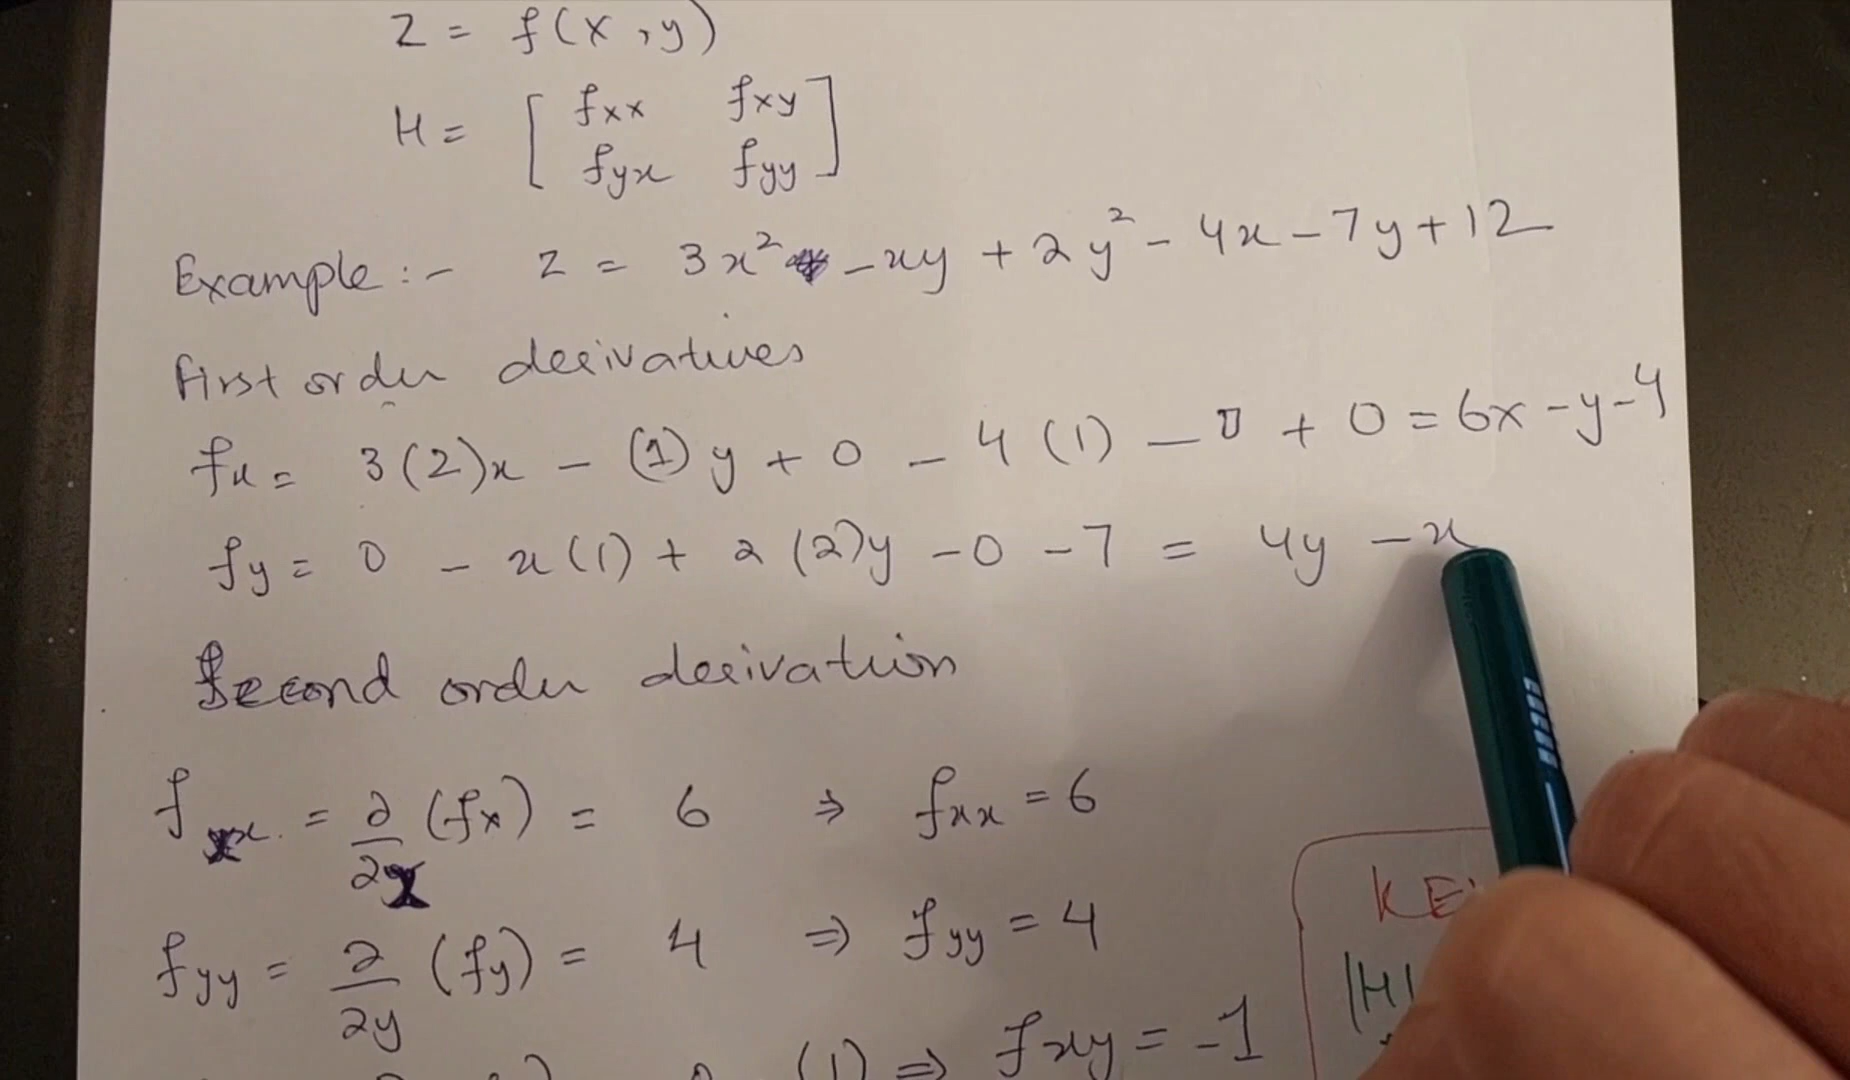 Z = f(x,y)
H = [ fxx fxy
fyx fyy ]
Example :- Z = 3x² - xy + 2y² - 4x - 7y + 12
first order derivatives
fx = 3(2)x - (1)y + 0 - 4(1) - 0 + 0 = 6x - y - 4
fy = 0 - x(1) + 2(2)y - 0 - 7 = 4y - x
Second order derivation
fxx = ∂/∂x (fx) = 6 ⇒ fxx = 6
fyy = ∂/∂y (fy) = 4 ⇒ fyy = 4
(1) ⇒ fxy = -1
|H|